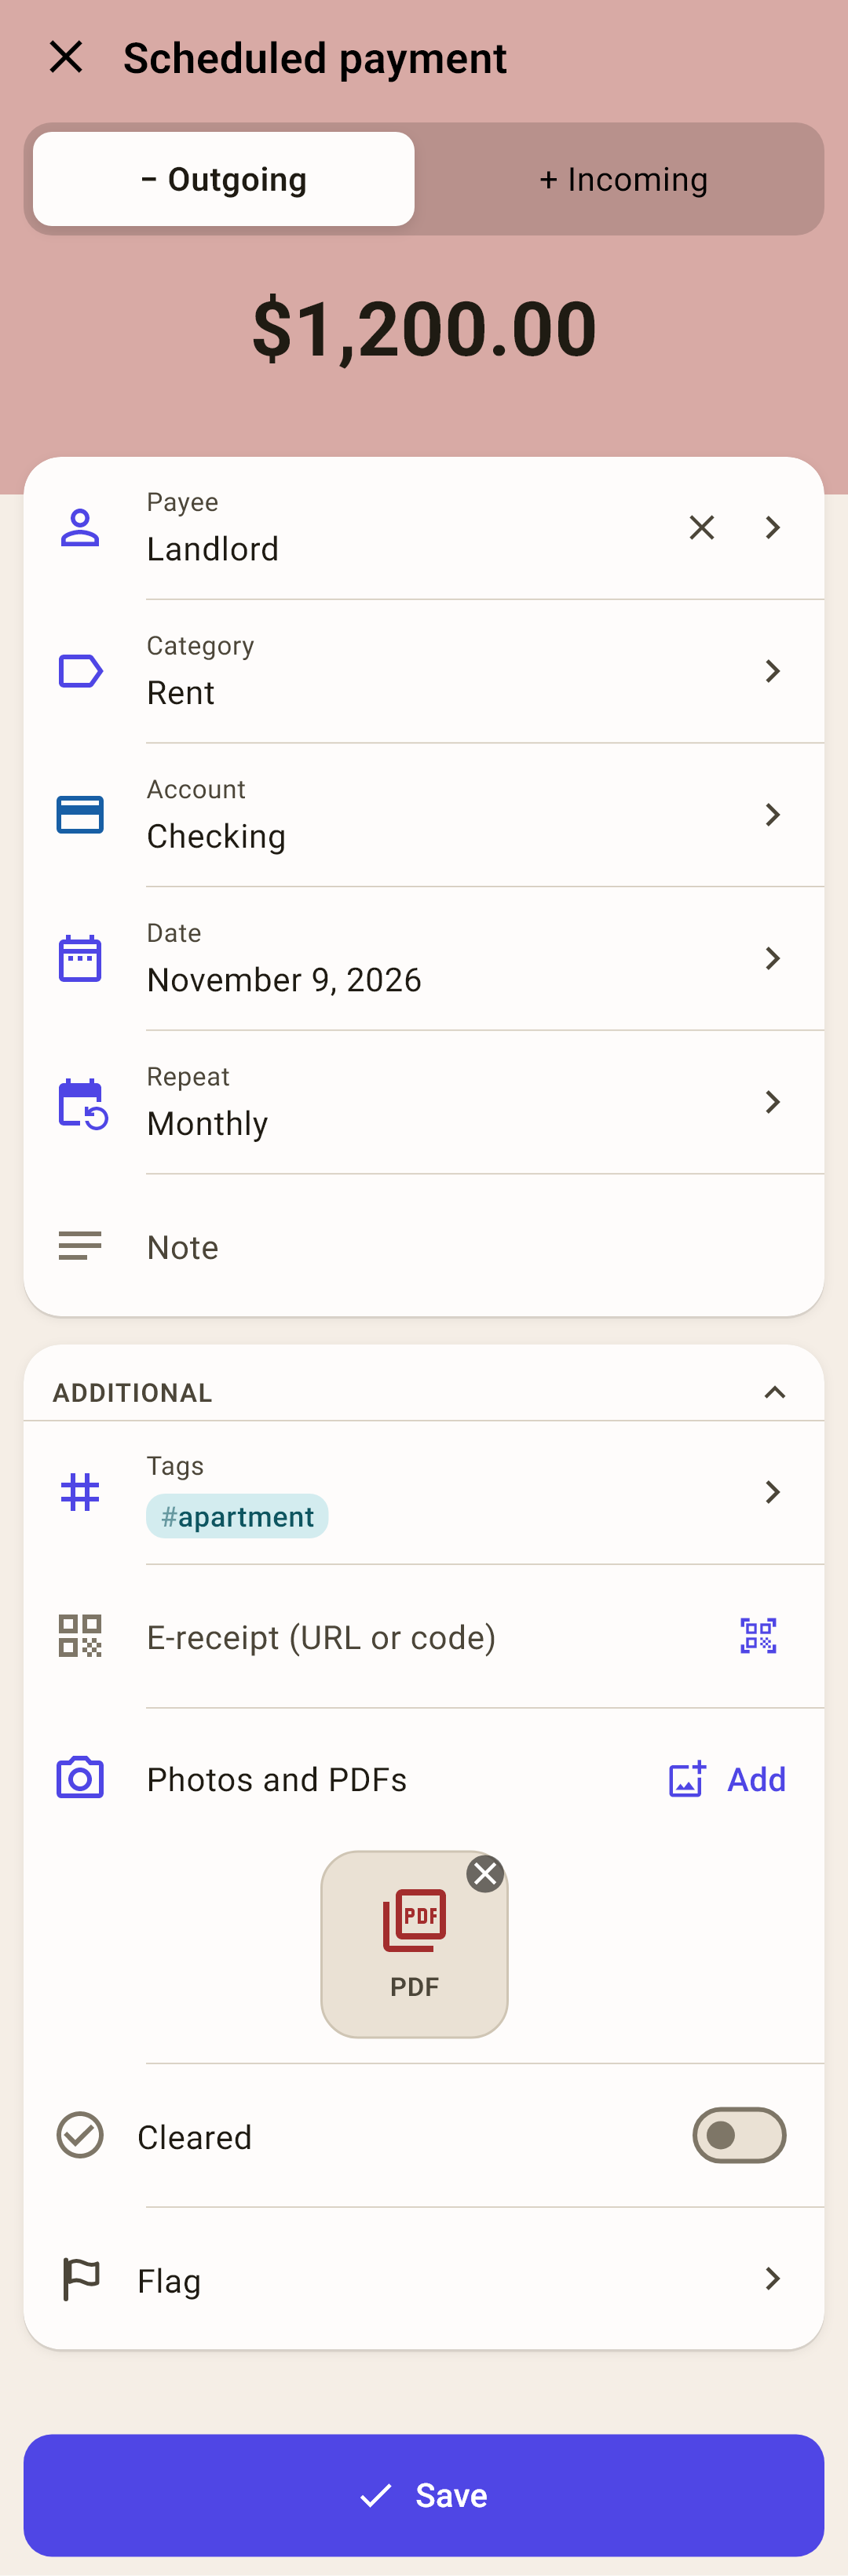 Scheduled payment
− Outgoing
+ Incoming
$1,200.00
Payee
Landlord
Category
Rent
Account
Checking
Date
November 9, 2026
Repeat
Monthly
Note
ADDITIONAL
Tags
#apartment
E-receipt (URL or code)
Photos and PDFs
Add
PDF
PDF
Cleared
Flag
Save